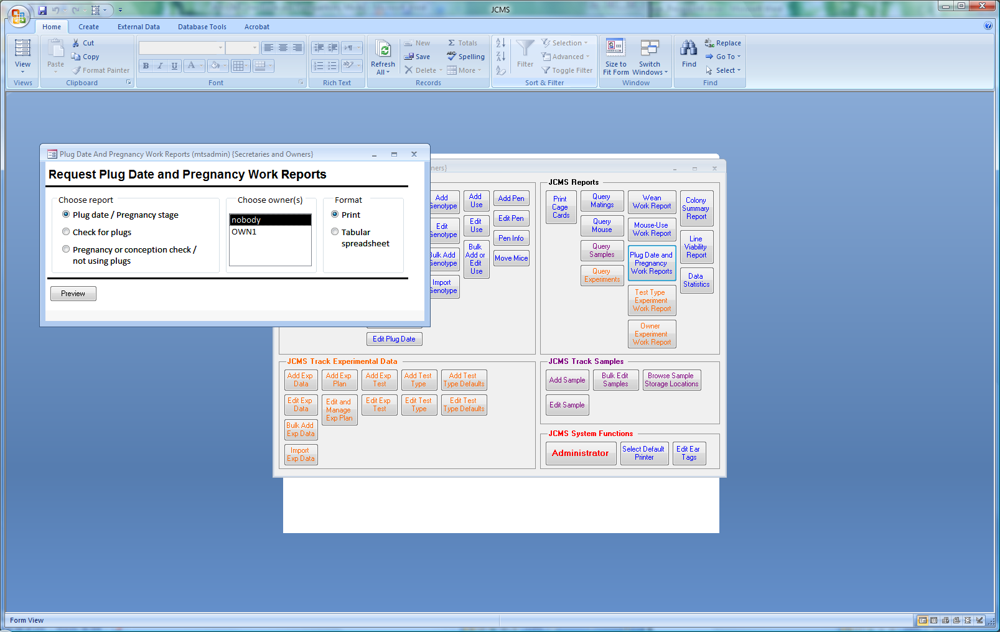 JCMS
Home
Create
External Data
Database Tools
Acrobat
View
Views
Paste
Cut
Copy
Format Painter
Clipboard
B I U A
Font
Rich Text
Refresh
All
New
Save
Delete
Totals
Spelling
More
Records
Filter
Selection
Advanced
Toggle Filter
Sort & Filter
Size to
Fit Form
Switch
Windows
Window
Find
Replace
Go To
Select
Find
Plug Date And Pregnancy Work Reports (mtsadmin) {Secretaries and Owners}
Request Plug Date and Pregnancy Work Reports
Choose report
Plug date / Pregnancy stage
Check for plugs
Pregnancy or conception check /
not using plugs
Choose owner(s)
nobody
OWN1
Format
Print
Tabular
spreadsheet
Preview
ners}
Add
Genotype
Edit
Genotype
Bulk Add
Genotype
Import
Genotype
Add
Use
Edit
Use
Bulk
Add or
Edit
Use
Add Pen
Edit Pen
Pen Info
Move Mice
Edit Plug Date
JCMS Reports
Print
Cage
Cards
Query
Matings
Query
Mouse
Query
Samples
Query
Experiments
Wean
Work Report
Mouse-Use
Work Report
Plug Date and
Pregnancy
Work Reports
Test Type
Experiment
Work Report
Owner
Experiment
Work Report
Colony
Summary
Report
Line
Viability
Report
Data
Statistics
JCMS Track Experimental Data
Add Exp
Data
Add Exp
Plan
Add Exp
Test
Add Test
Type
Add Test
Type Defaults
Edit Exp
Data
Edit and
Manage
Exp Plan
Edit Exp
Test
Edit Test
Type
Edit Test
Type Defaults
Bulk Add
Exp Data
Import
Exp Data
JCMS Track Samples
Add Sample
Bulk Edit
Samples
Browse Sample
Storage Locations
Edit Sample
JCMS System Functions
Administrator
Select Default
Printer
Edit Ear
Tags
Form View